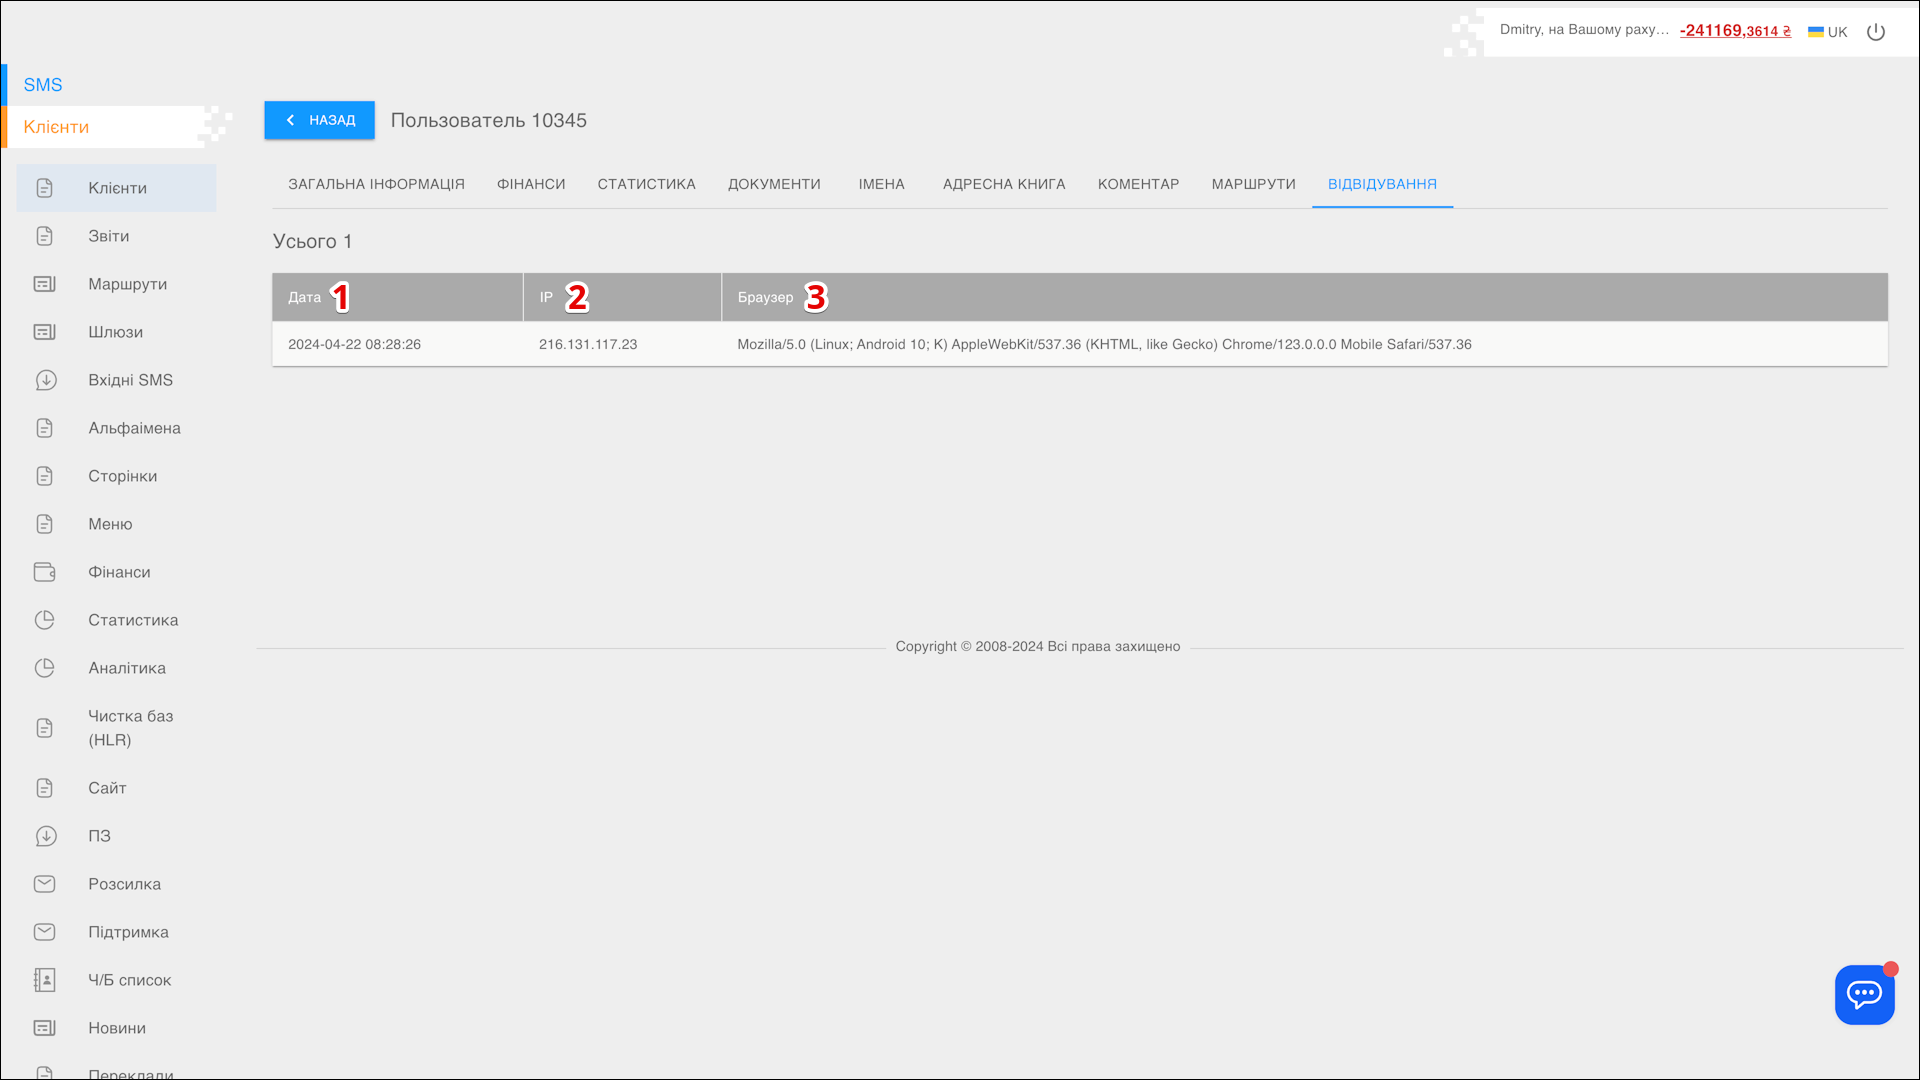 Dmitry, на Вашому раху... -241169,3614 ₴ UK
SMS
Клієнти
НАЗАД Пользователь 10345
ЗАГАЛЬНА ІНФОРМАЦІЯ ФІНАНСИ СТАТИСТИКА ДОКУМЕНТИ ІМЕНА АДРЕСНА КНИГА КОМЕНТАР МАРШРУТИ ВІДВІДУВАННЯ
Усього 1
Дата 1 IP 2 Браузер 3
2024-04-22 08:28:26 216.131.117.23 Mozilla/5.0 (Linux; Android 10; K) AppleWebKit/537.36 (KHTML, like Gecko) Chrome/123.0.0.0 Mobile Safari/537.36
Клієнти
Звіти
Маршрути
Шлюзи
Вхідні SMS
Альфаімена
Сторінки
Меню
Фінанси
Статистика
Аналітика
Чистка баз
(HLR)
Сайт
ПЗ
Розсилка
Підтримка
Ч/Б список
Новини
Переклади
Copyright © 2008-2024 Всі права захищено